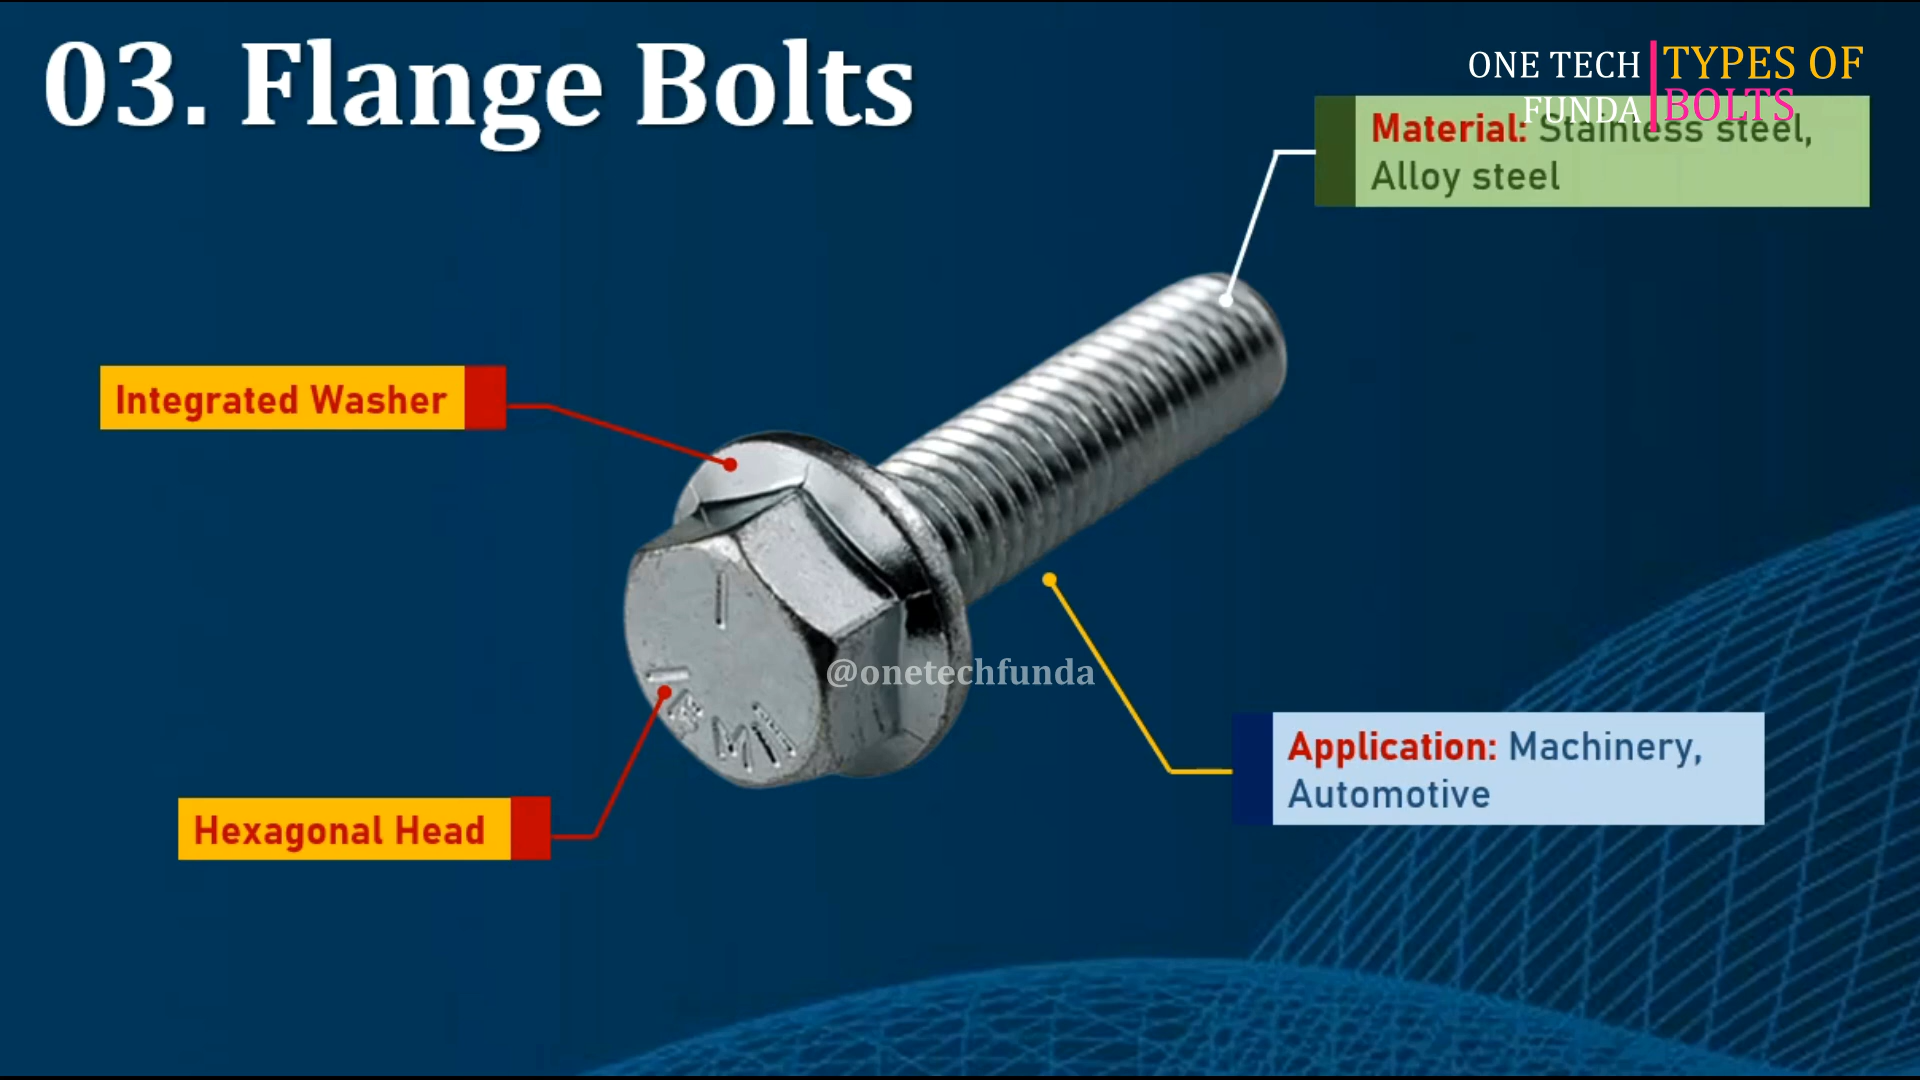 03. Flange Bolts
ONE TECH
FUNDA
TYPES OF
BOLTS
Material: Stainless steel,
Alloy steel
Integrated Washer
@onetechfunda
Application: Machinery,
Automotive
Hexagonal Head